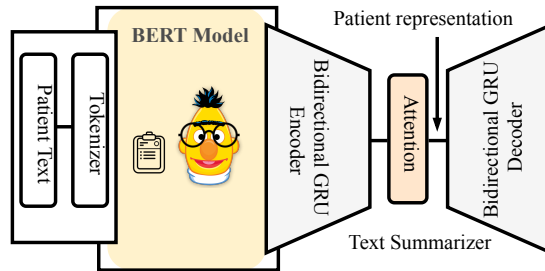 Patient representation
BERT Model
Patient Text
Tokenizer
Bidirectional GRU
Encoder
Attention
Bidirectional GRU
Decoder
Text Summarizer